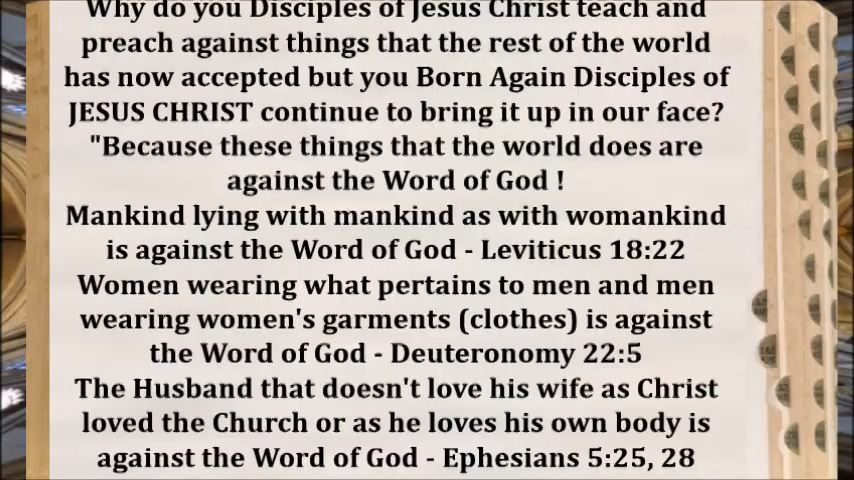 Why do you Disciples of Jesus Christ teach and
preach against things that the rest of the world
has now accepted but you Born Again Disciples of
JESUS CHRIST continue to bring it up in our face?
"Because these things that the world does are
against the Word of God !
Mankind lying with mankind as with womankind
is against the Word of God - Leviticus 18:22
Women wearing what pertains to men and men
wearing women's garments (clothes) is against
the Word of God - Deuteronomy 22:5
The Husband that doesn't love his wife as Christ
loved the Church or as he loves his own body is
against the Word of God - Ephesians 5:25, 28